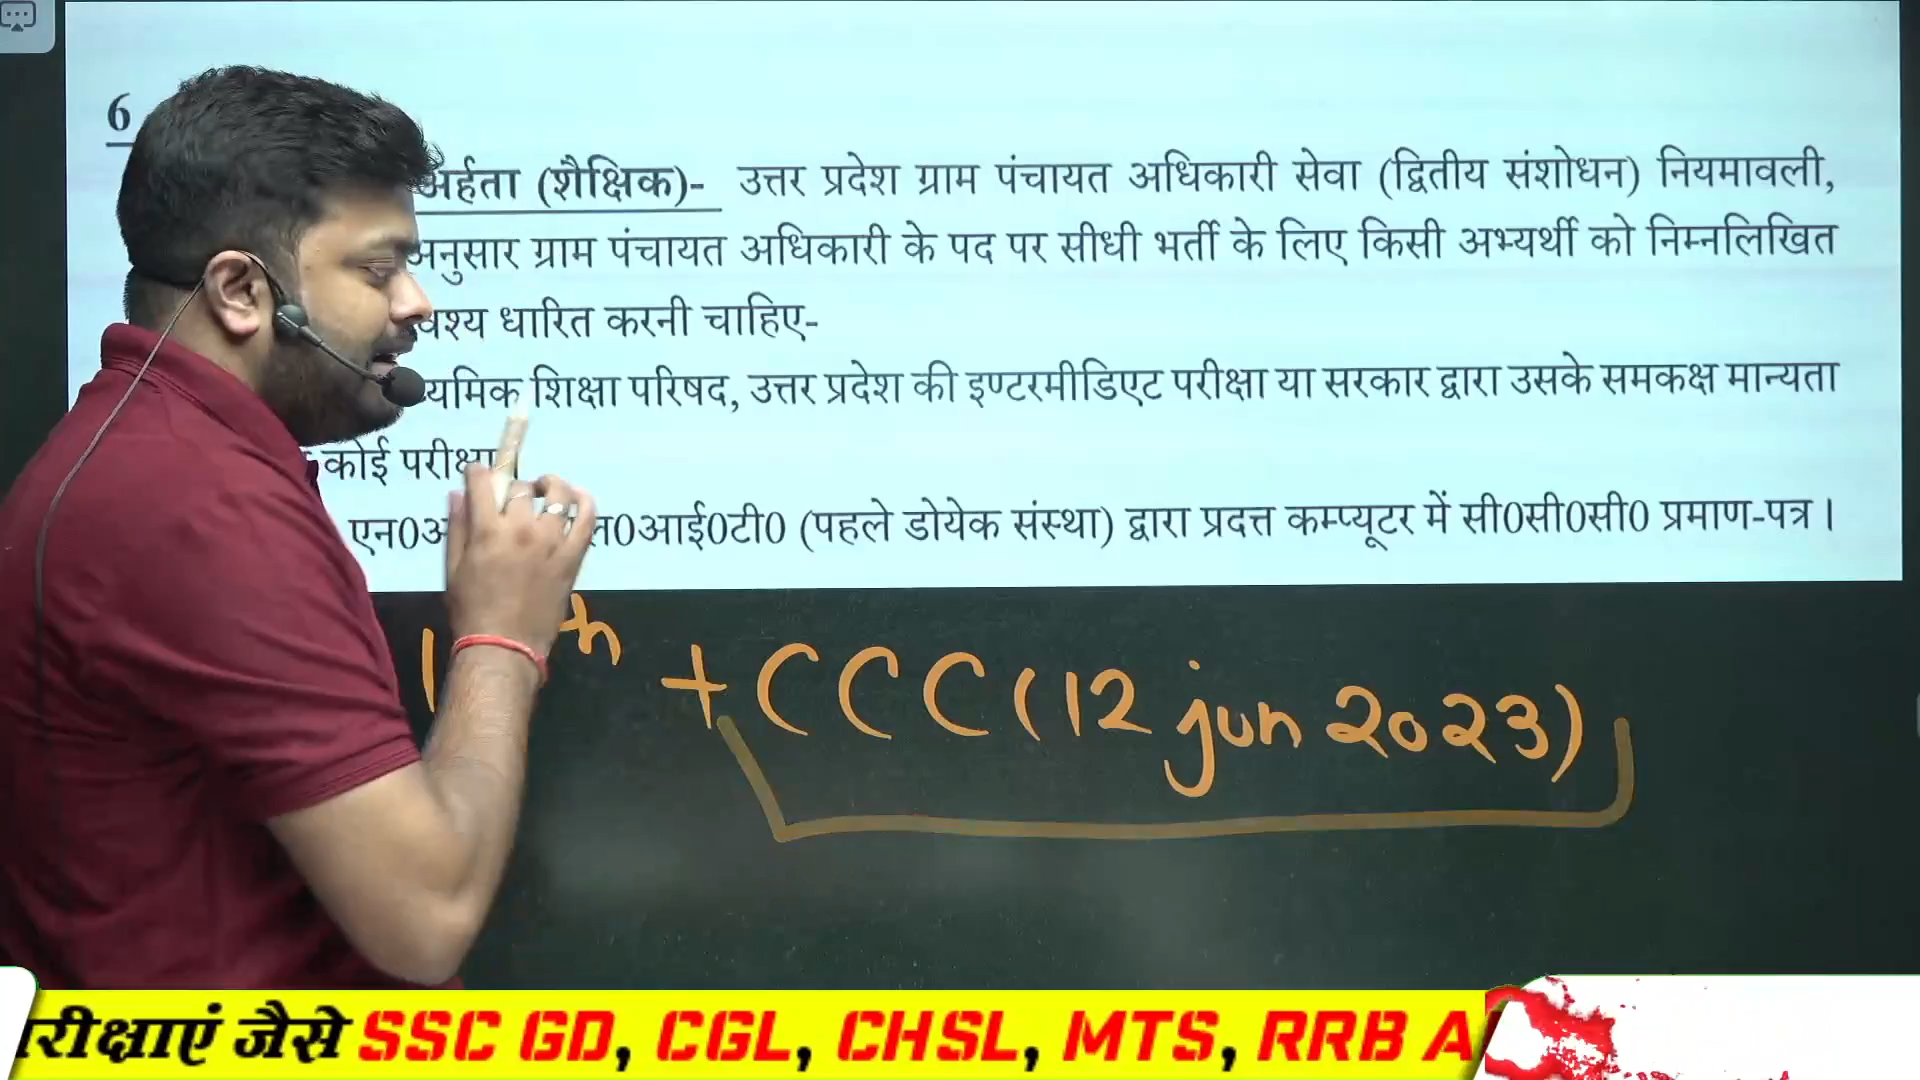 6
अर्हता (शैक्षिक)- उत्तर प्रदेश ग्राम पंचायत अधिकारी सेवा (द्वितीय संशोधन) नियमावली,
अनुसार ग्राम पंचायत अधिकारी के पद पर सीधी भर्ती के लिए किसी अभ्यर्थी को निम्नलिखित
वश्य धारित करनी चाहिए-
यमिक शिक्षा परिषद, उत्तर प्रदेश की इण्टरमीडिएट परीक्षा या सरकार द्वारा उसके समकक्ष मान्यता
कोई परीक्षा
एन0 0आई0टी0 (पहले डोयेक संस्था) द्वारा प्रदत्त कम्प्यूटर में सी0सी0सी0 प्रमाण-पत्र।
+ CCC (12 jun 2023)
रीक्षाएं जैसे SSC GD, CGL, CHSL, MTS, RRB A